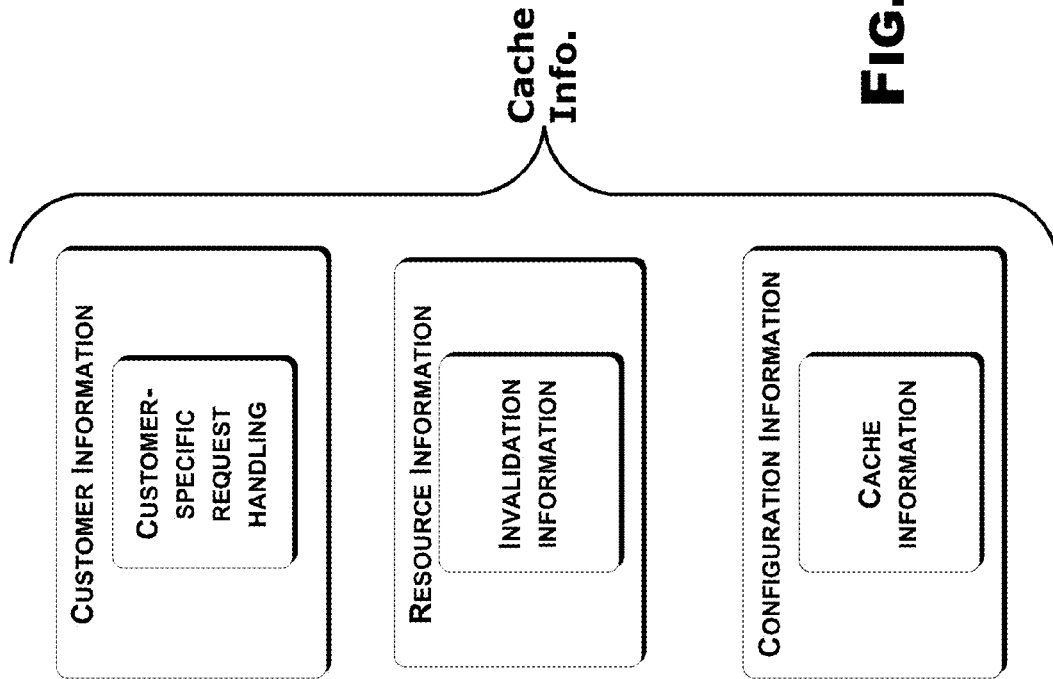 CUSTOMER INFORMATION
CUSTOMER-
SPECIFIC
REQUEST
HANDLING
RESOURCE INFORMATION
INVALIDATION
INFORMATION
CONFIGURATION INFORMATION
CACHE
INFORMATION
Cache
Info.
FIG.